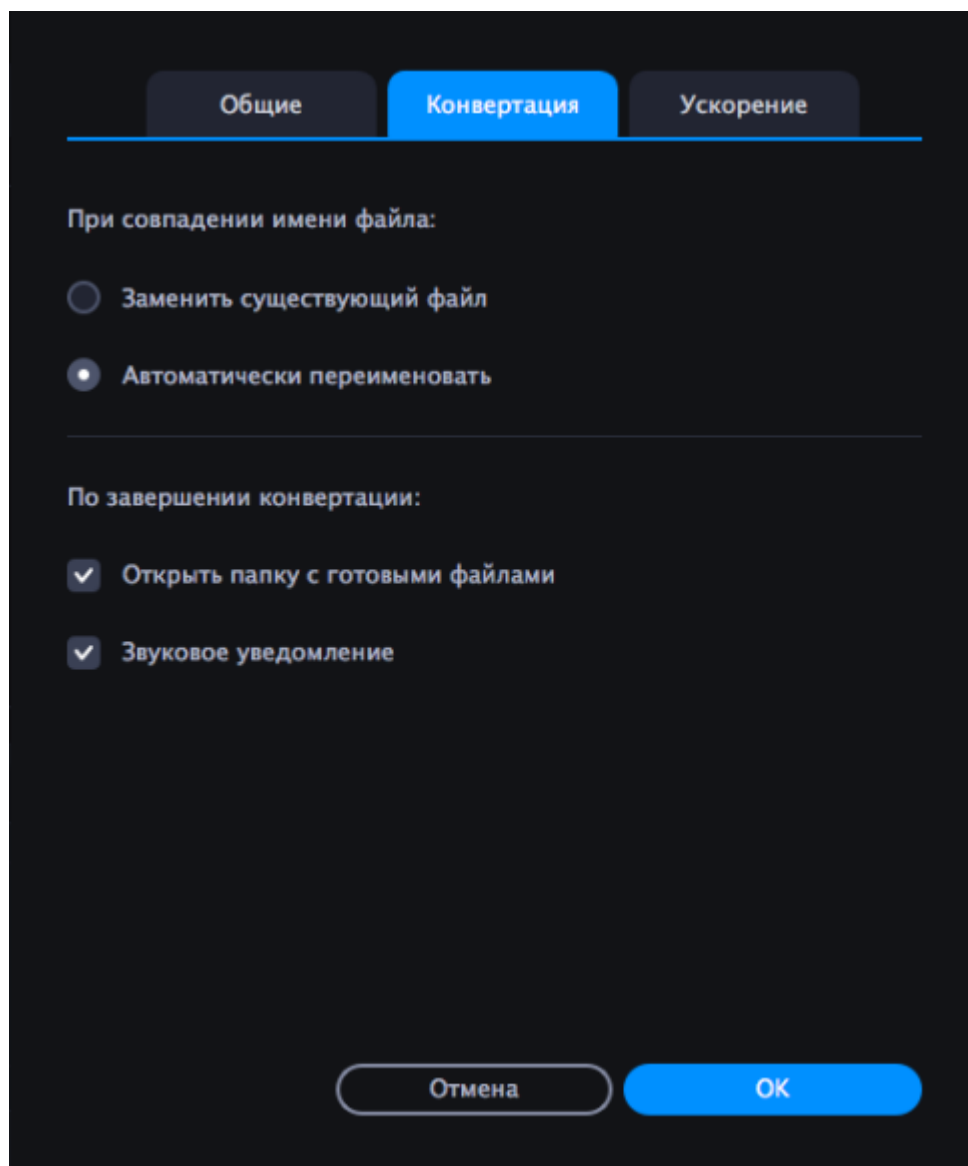 Общие
Конвертация
Ускорение
При совпадении имени файла:
Заменить существующий файл
Автоматически переименовать
По завершении конвертации:
Открыть папку с готовыми файлами
Звуковое уведомление
Отмена
OK